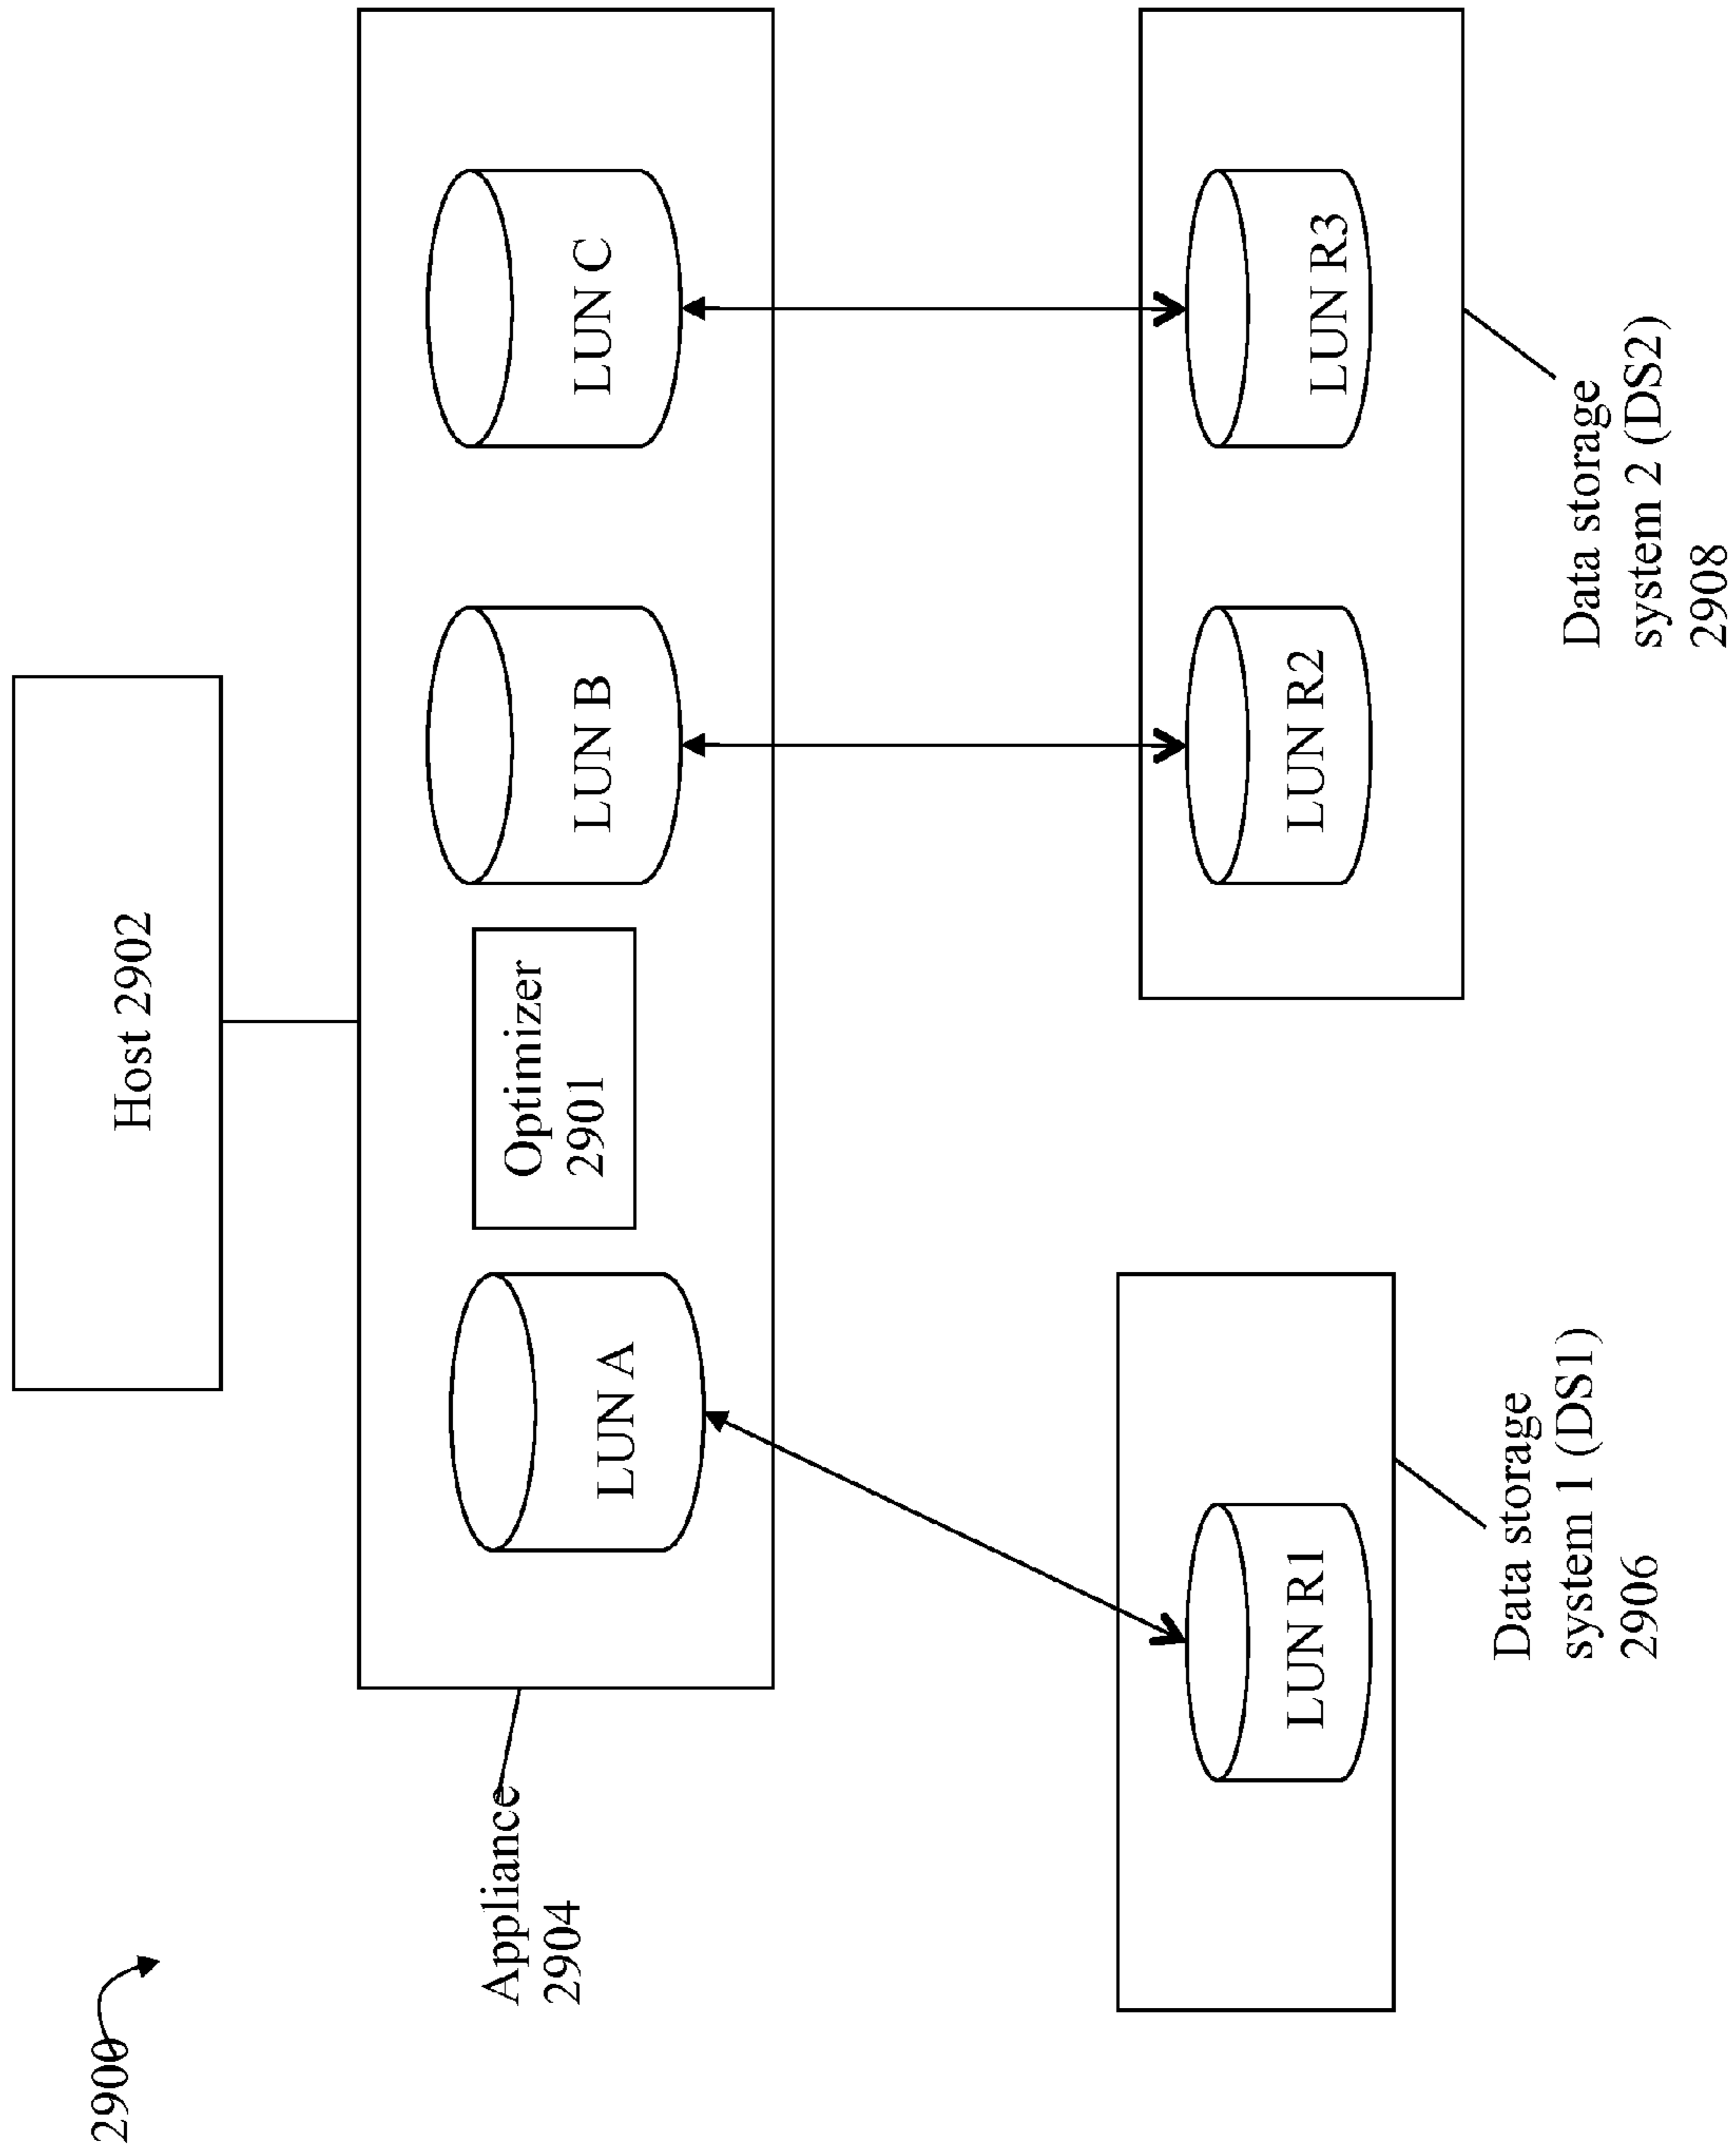 2900
Host 2902
Appliance
2904
LUN A
Optimizer
2901
LUN B
LUN C
LUN R1
LUN R2
LUN R3
Data storage
system 1 (DS1)
2906
Data storage
system 2 (DS2)
2908